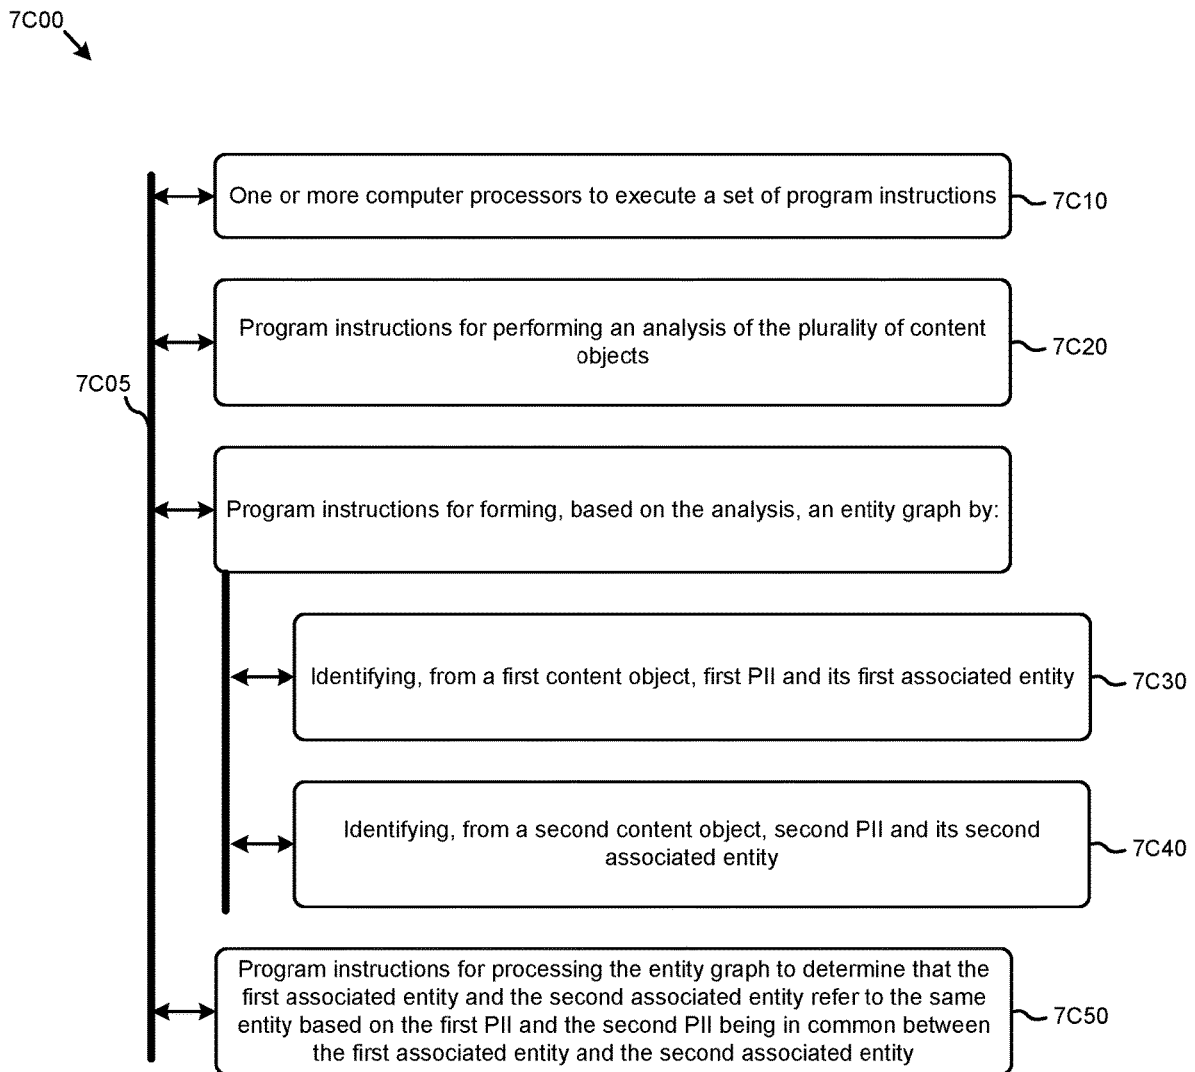 7C00
One or more computer processors to execute a set of program instructions
7C10
Program instructions for performing an analysis of the plurality of content
objects
7C20
7C05
Program instructions for forming, based on the analysis, an entity graph by:
Identifying, from a first content object, first PII and its first associated entity
7C30
Identifying, from a second content object, second PII and its second
associated entity
7C40
Program instructions for processing the entity graph to determine that the
first associated entity and the second associated entity refer to the same
entity based on the first PII and the second PII being in common between
the first associated entity and the second associated entity
7C50